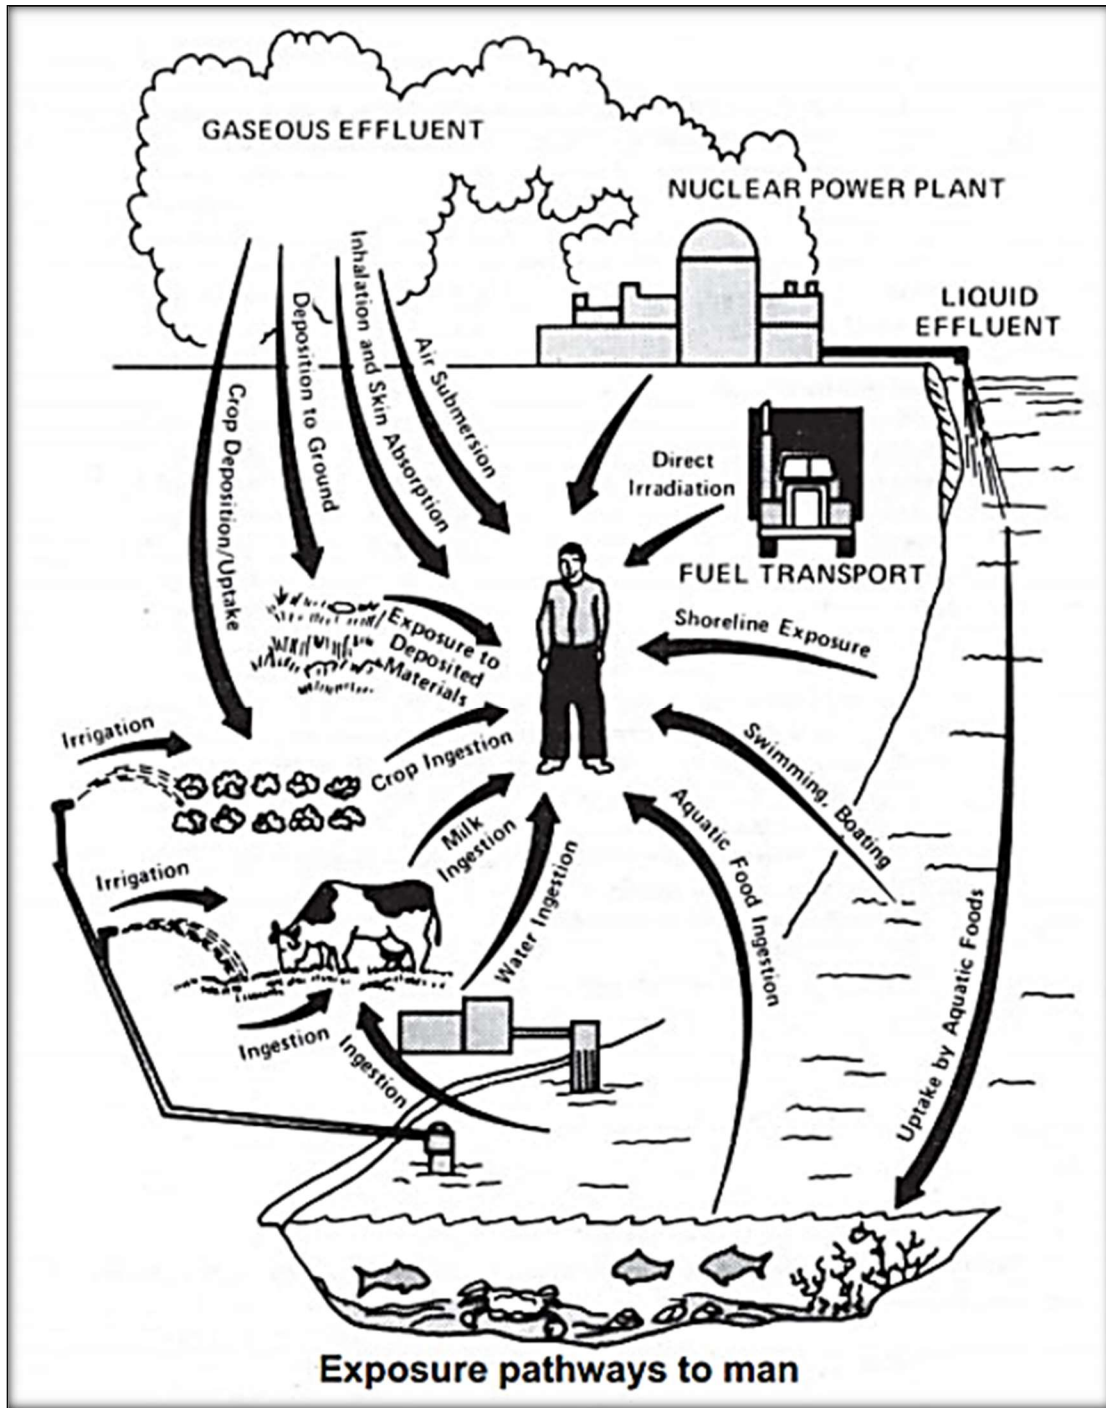 GASEOUS EFFLUENT
NUCLEAR POWER PLANT
LIQUID
EFFLUENT
Crop Deposition/Uptake
Deposition to Ground
Inhalation and Skin Absorption
Air Submersion
Direct
Irradiation
FUEL TRANSPORT
Exposure to
Deposited
Materials
Shoreline Exposure
Irrigation
Crop Ingestion
Swimming, Boating
Milk
Ingestion
Water Ingestion
Aquatic Food Ingestion
Irrigation
Uptake by Aquatic Foods
Ingestion
Ingestion
Exposure pathways to man